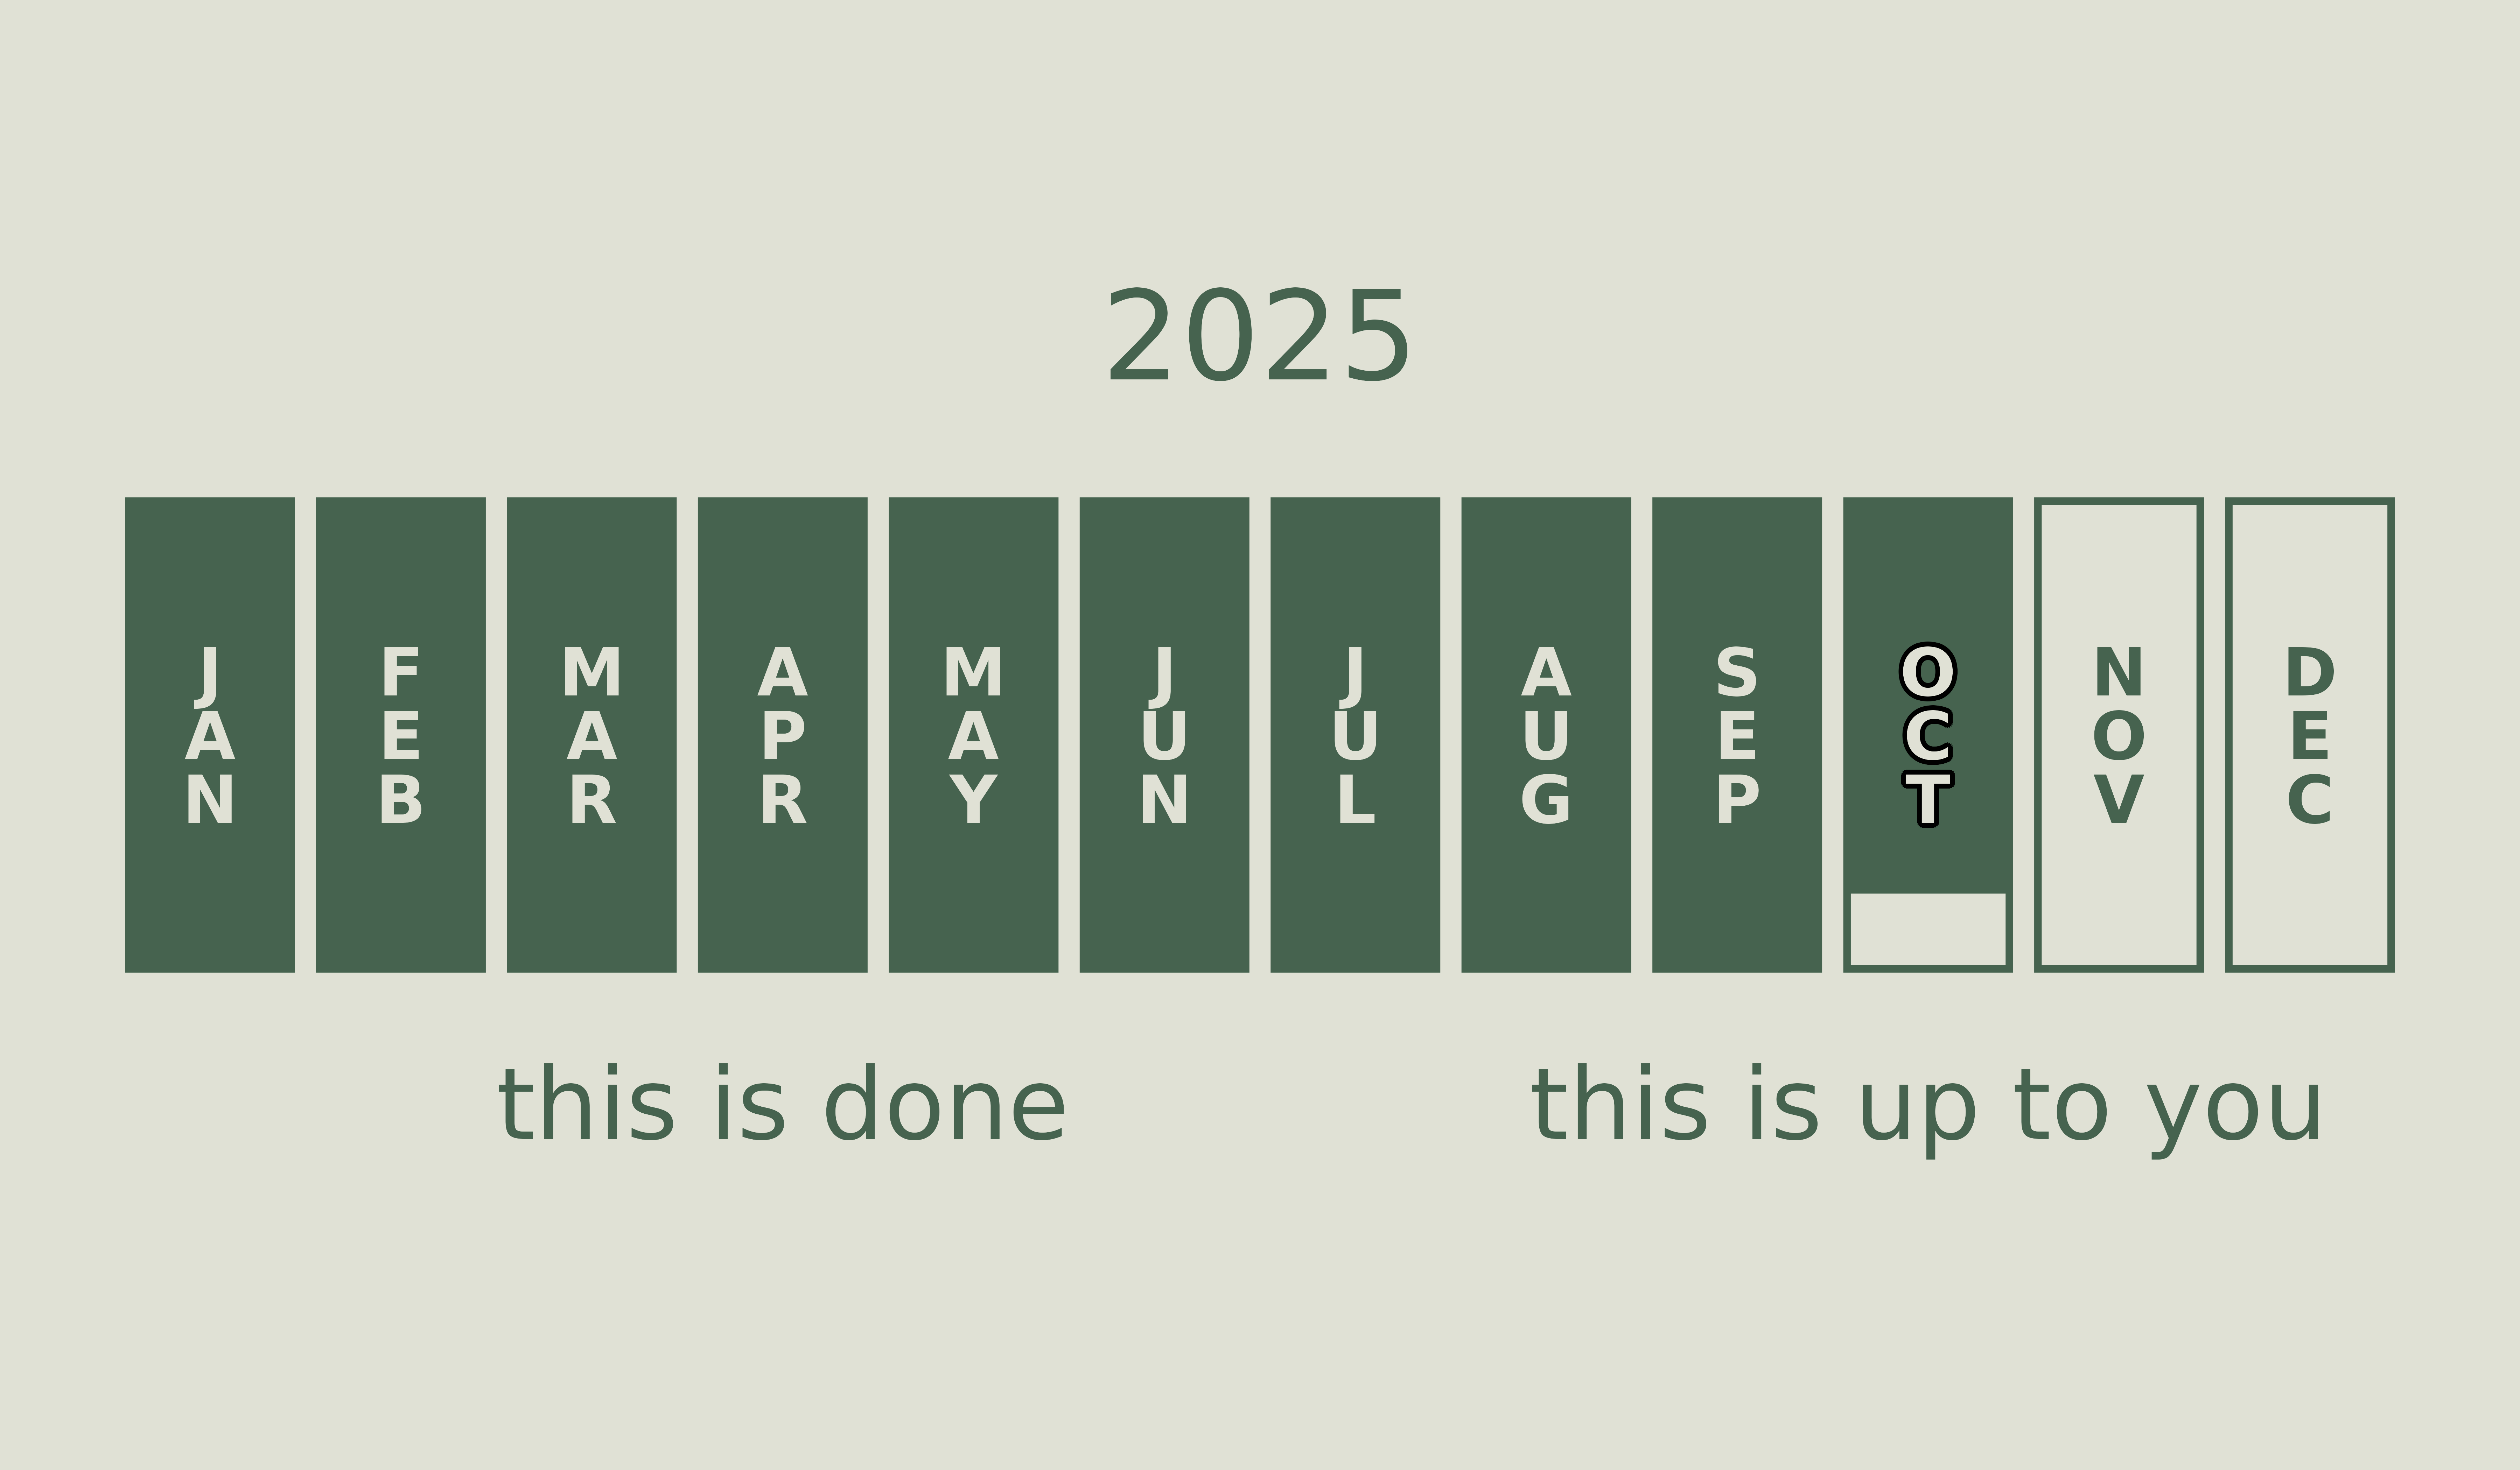 2025
JAN
FEB
MAR
APR
MAY
JUN
JUL
AUG
SEP
OCT
NOV
DEC
this is done
this is up to you